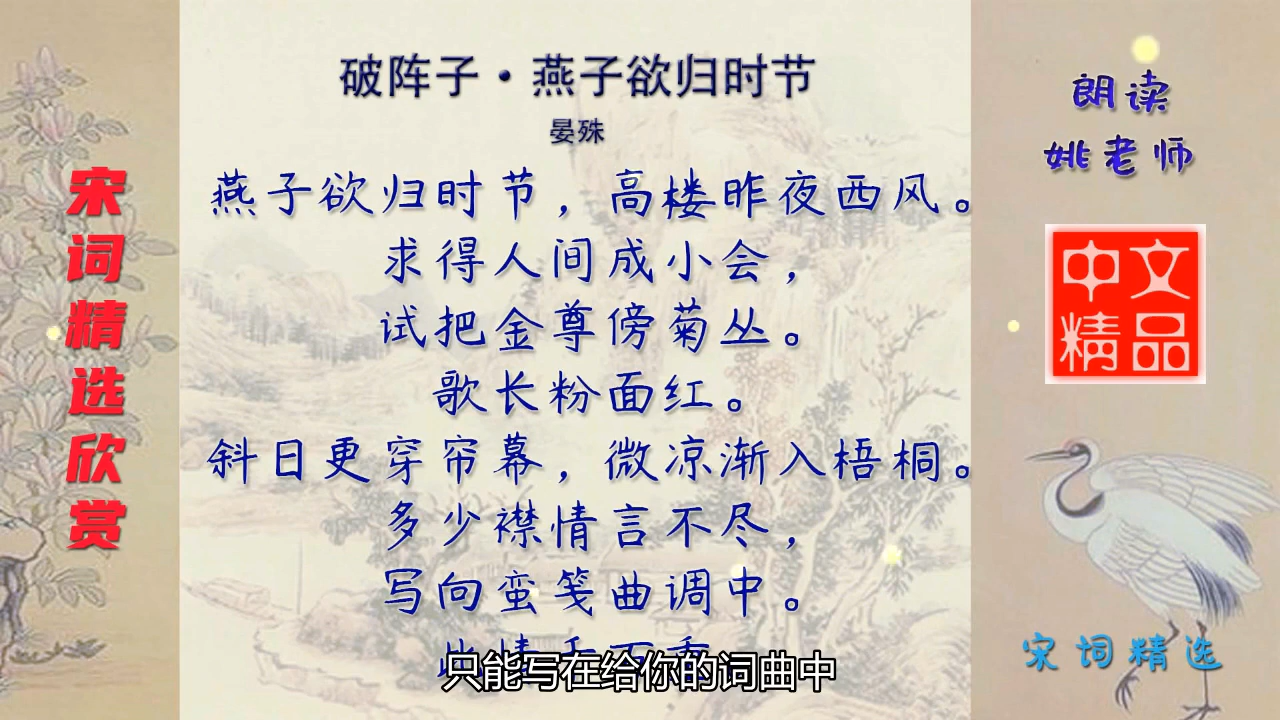 宋词精选欣赏
破阵子·燕子欲归时节
晏殊
燕子欲归时节，高楼昨夜西风。
求得人间成小会，
试把金尊傍菊丛。
歌长粉面红。
斜日更穿帘幕，微凉渐入梧桐。
多少襟情言不尽，
写向蛮笺曲调中。
此情千万重
只能写在给你的词曲中
朗读
姚老师
中文
精品
宋词精选